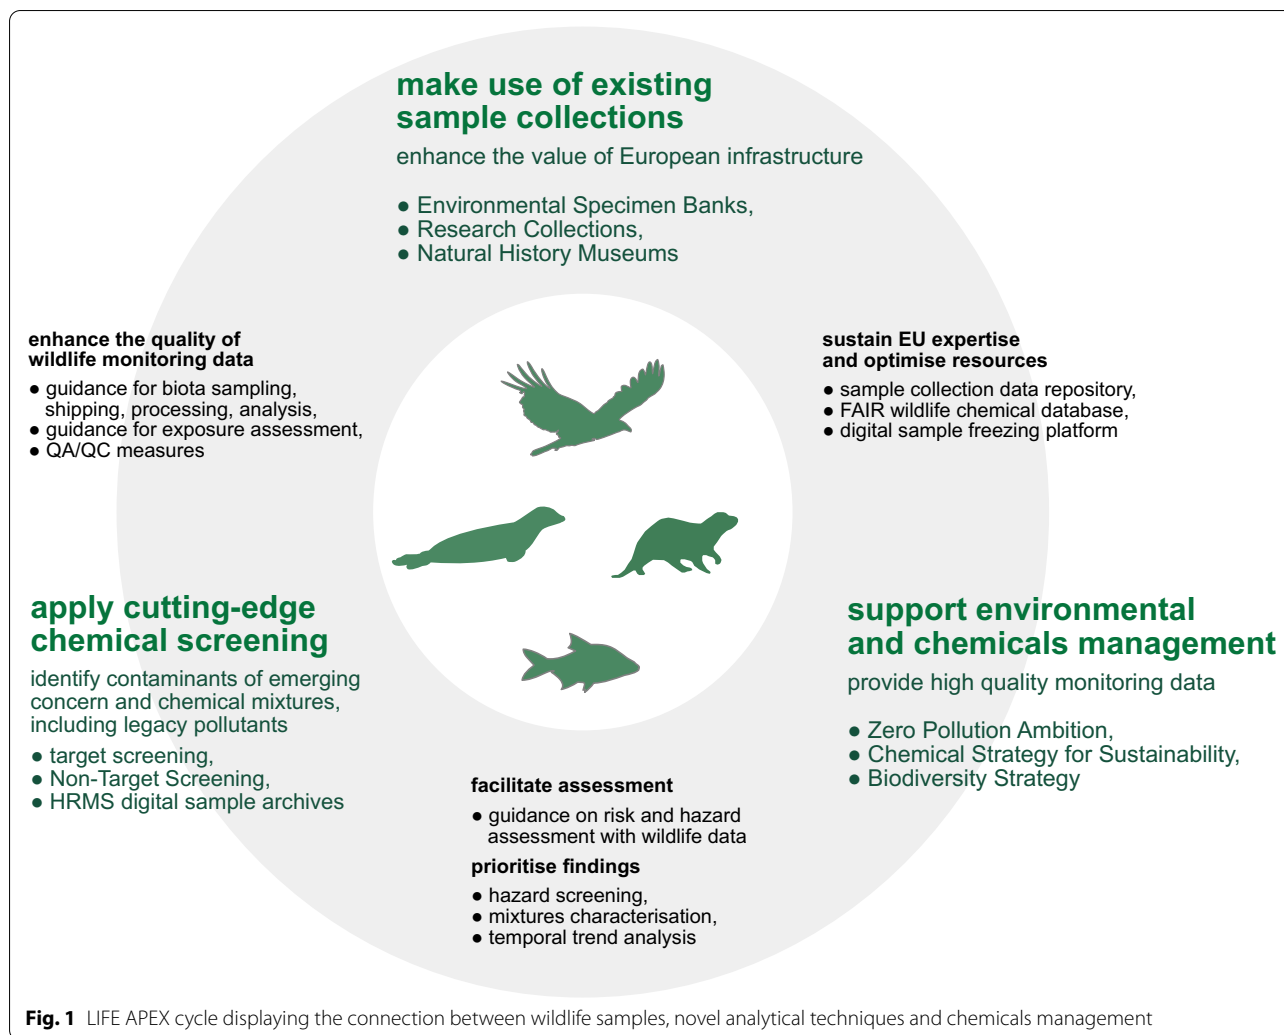 make use of existing
sample collections
enhance the value of European infrastructure
● Environmental Specimen Banks,
● Research Collections,
● Natural History Museums
enhance the quality of
wildlife monitoring data
● guidance for biota sampling,
shipping, processing, analysis,
● guidance for exposure assessment,
● QA/QC measures
sustain EU expertise
and optimise resources
● sample collection data repository,
● FAIR wildlife chemical database,
● digital sample freezing platform
apply cutting-edge
chemical screening
identify contaminants of emerging
concern and chemical mixtures,
including legacy pollutants
● target screening,
● Non-Target Screening,
● HRMS digital sample archives
support environmental
and chemicals management
provide high quality monitoring data
● Zero Pollution Ambition,
● Chemical Strategy for Sustainability,
● Biodiversity Strategy
facilitate assessment
● guidance on risk and hazard
assessment with wildlife data
prioritise findings
● hazard screening,
● mixtures characterisation,
● temporal trend analysis
Fig. 1 LIFE APEX cycle displaying the connection between wildlife samples, novel analytical techniques and chemicals management